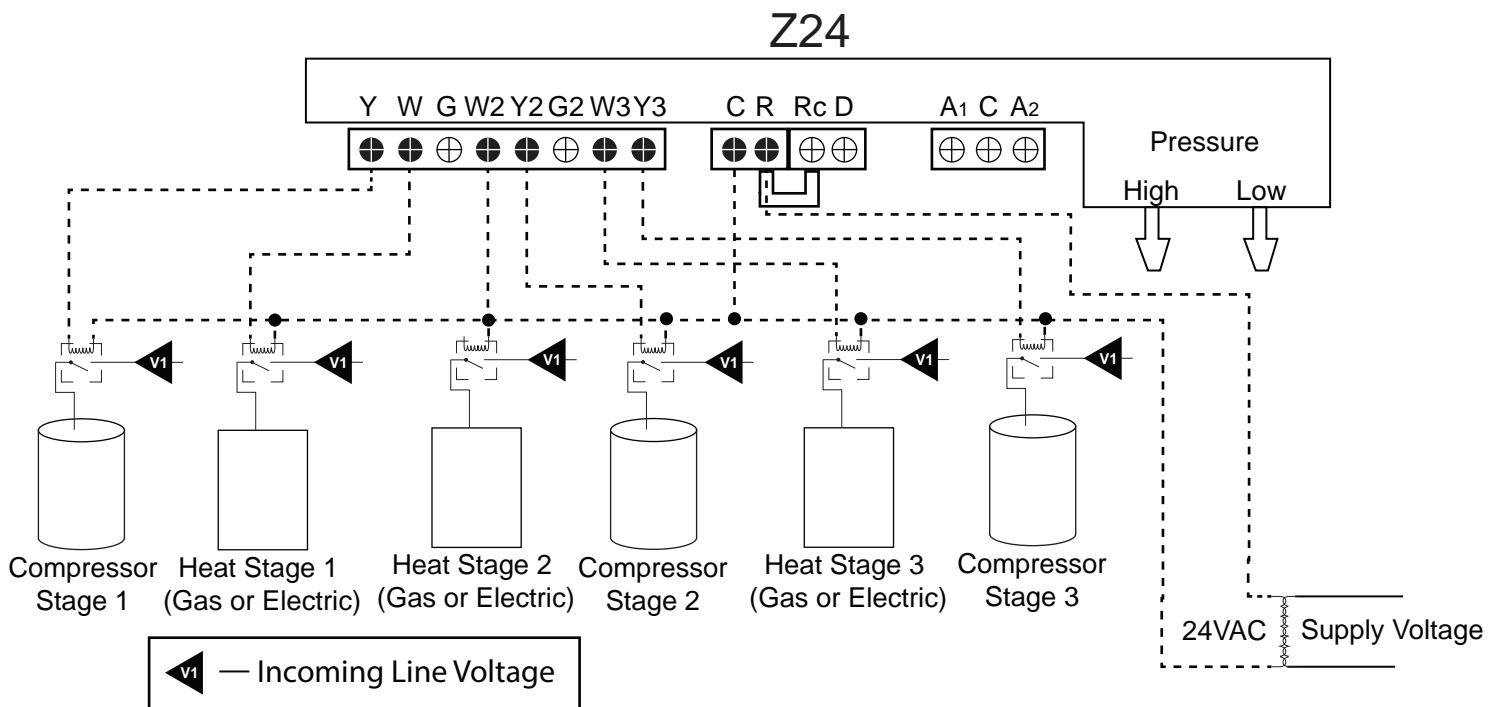 Z24
Y W G W2 Y2 G2 W3 Y3 C R Rc D A1 C A2
Pressure
High Low
V1 V1 V1 V1 V1 V1
Compressor
Stage 1
Heat Stage 1
(Gas or Electric)
Heat Stage 2
(Gas or Electric)
Compressor
Stage 2
Heat Stage 3
(Gas or Electric)
Compressor
Stage 3
24VAC Supply Voltage
V1 — Incoming Line Voltage